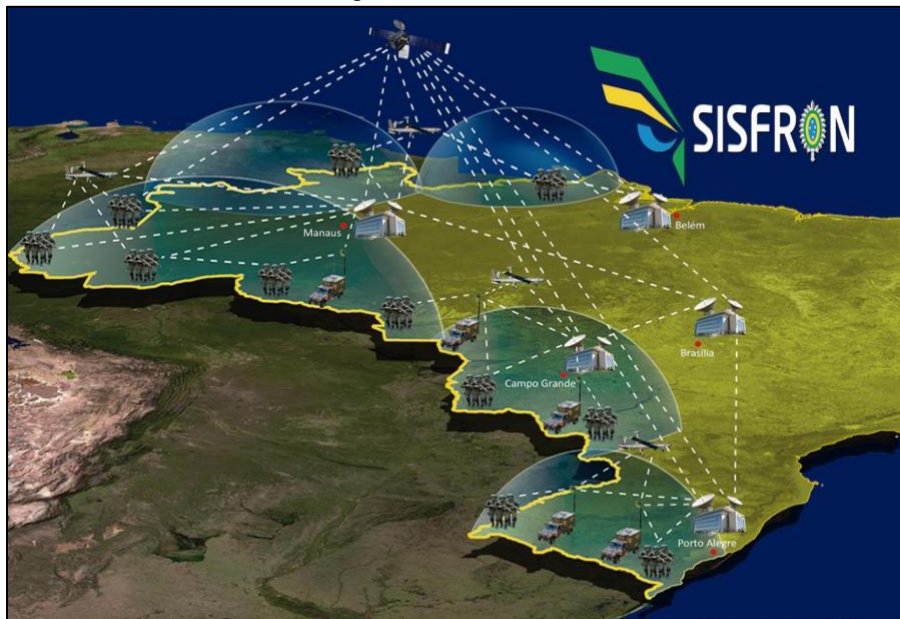 SISFRON
Manaus
Belém
Brasília
Campo Grande
Porto Alegre